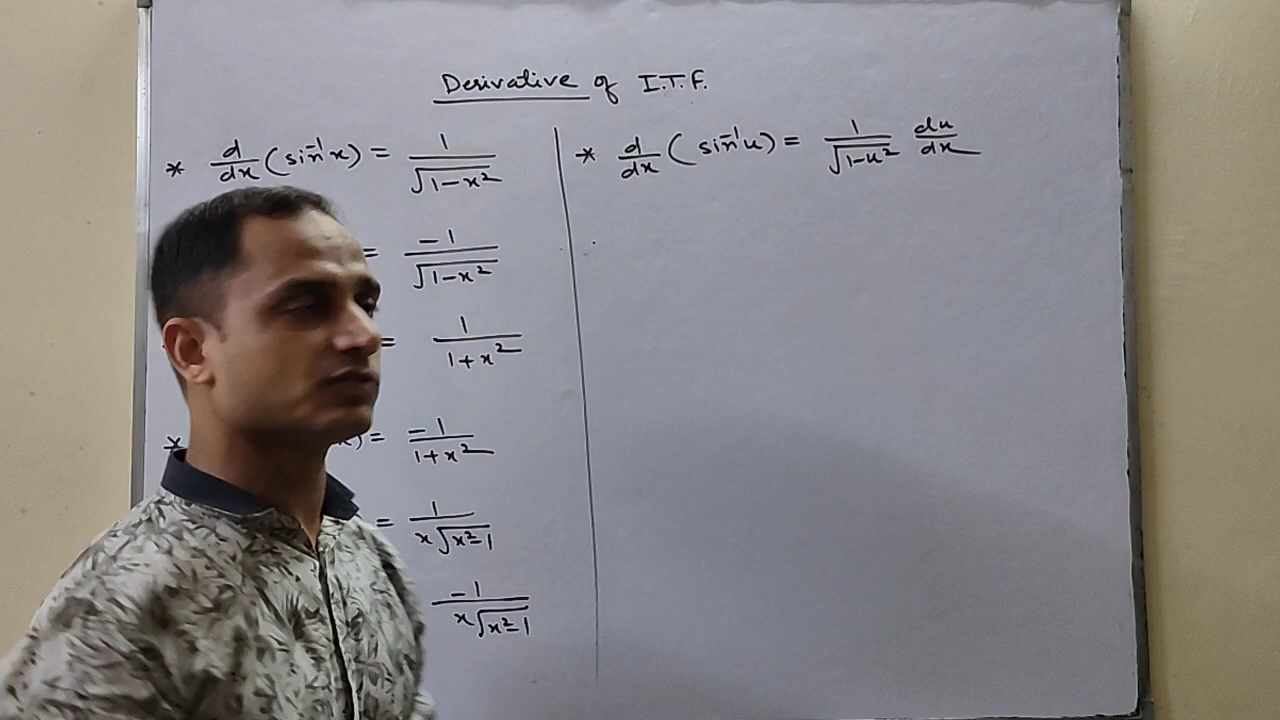 Derivative of I.T.F.
* d/dx (sin⁻¹x) = 1/√(1-x²)
= -1/√(1-x²)
= 1/(1+x²)
* x) = -1/(1+x²)
= 1/(x√(x²-1))
-1/(x√(x²-1))
* d/dx (sin⁻¹u) = 1/√(1-u²) du/dx